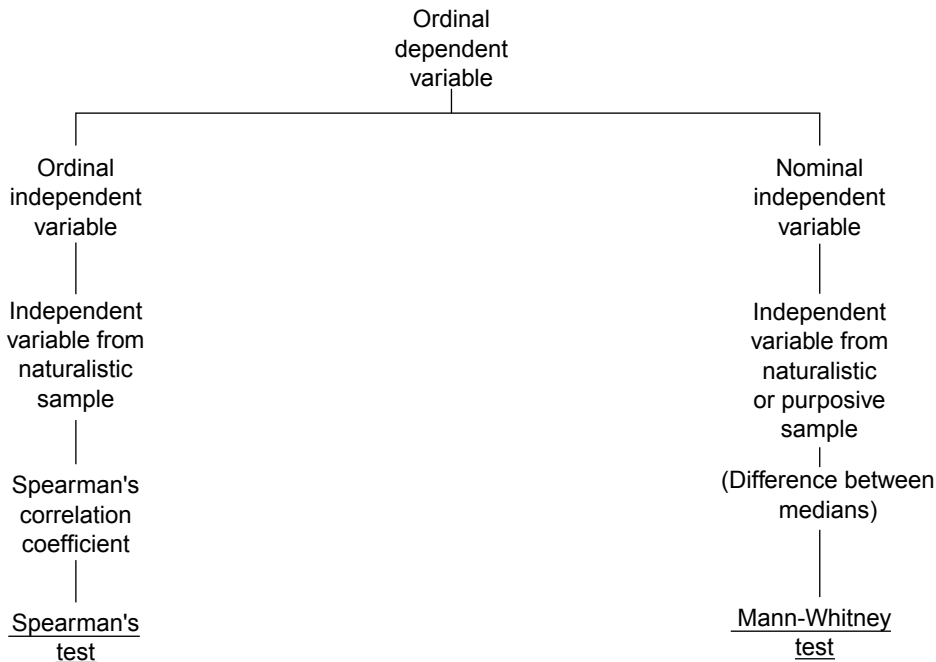 Ordinal
dependent
variable
Ordinal
independent
variable
Independent
variable from
naturalistic
sample
Spearman's
correlation
coefficient
Spearman's
test
Nominal
independent
variable
Independent
variable from
naturalistic
or purposive
sample
(Difference between
medians)
Mann-Whitney
test